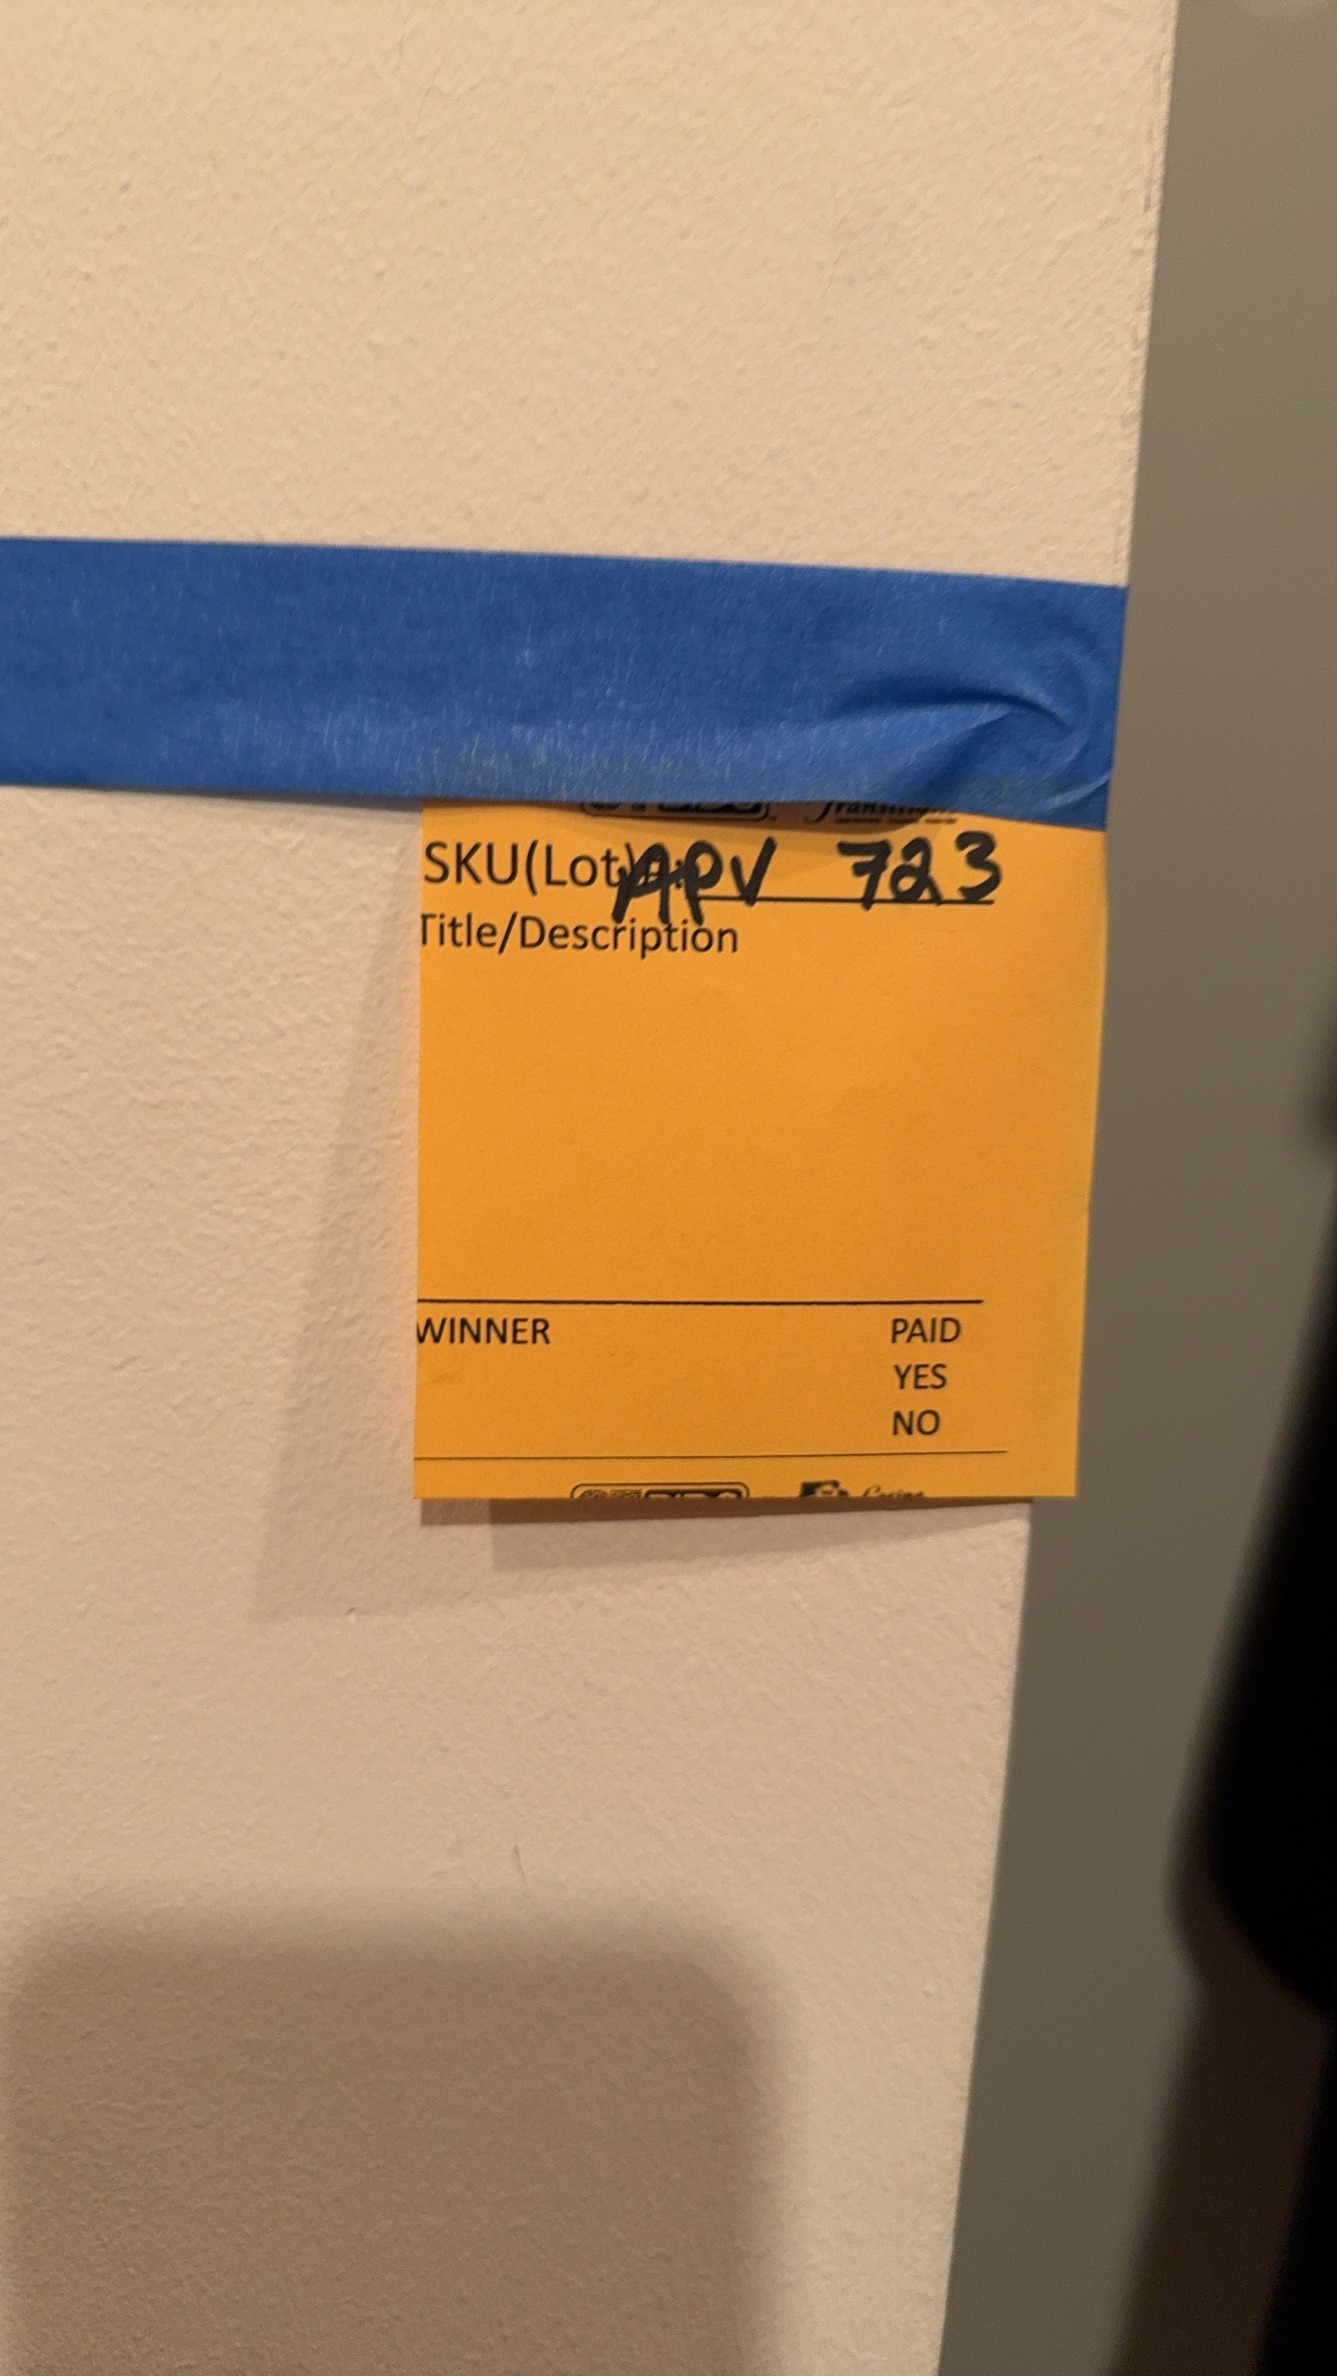 SKU(Lot)#: APV 723
Title/Description
WINNER PAID
YES
NO